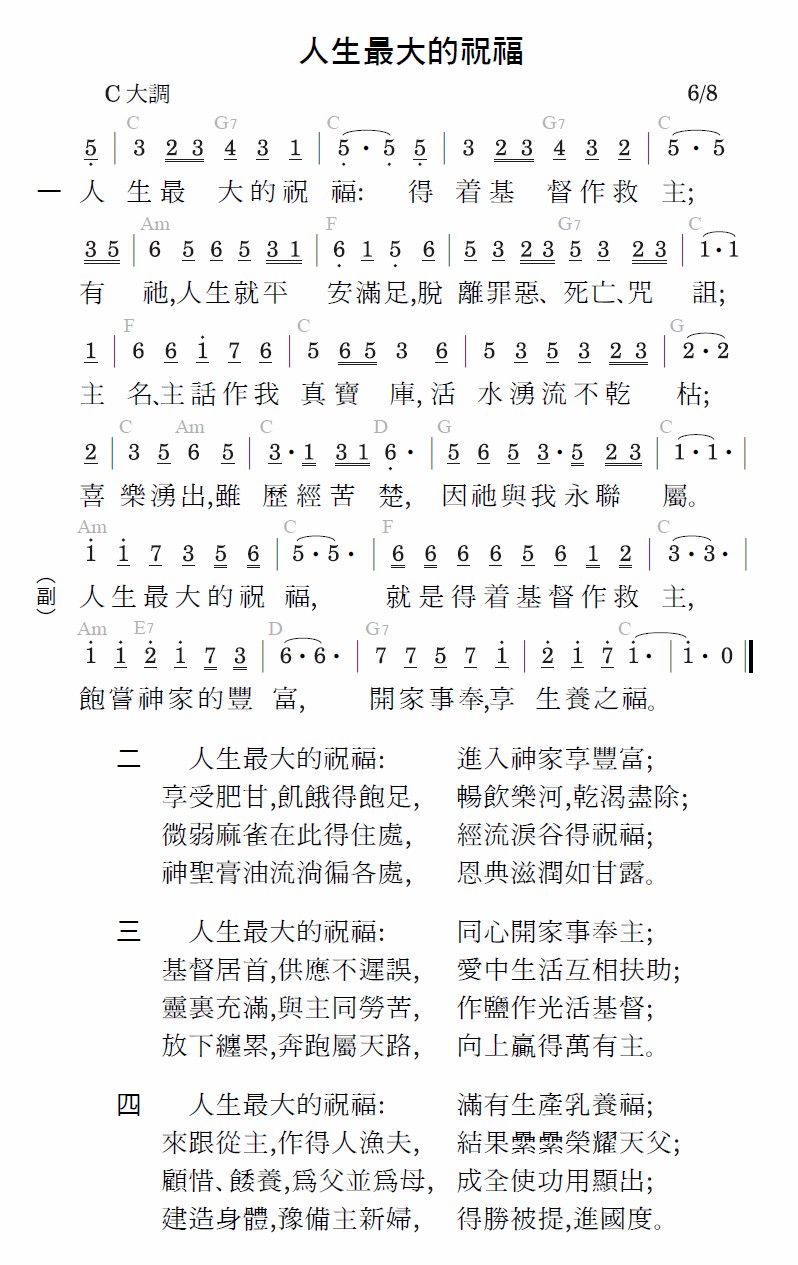 人生最大的祝福
C 大調 6/8
C G7 C G7 C
5 | 3 2 3 4 3 1 | 5 · 5 5 | 3 2 3 4 3 2 | 5 · 5
一 人 生最 大的祝 福: 得 着基 督作救 主;
Am F G7 C
3 5 | 6 5 6 5 3 1 | 6 1 5 6 | 5 3 2 3 5 3 2 3 | 1 · 1
有 祂,人生就平 安滿足,脫 離罪惡、死亡、咒 詛;
F C G
1 | 6 6 i 7 6 | 5 6 5 3 6 | 5 3 5 3 2 3 | 2 · 2
主 名、主話作我 真寶 庫,活 水湧流不乾 枯;
C Am C D G C
2 | 3 5 6 5 | 3 · 1 3 1 6 · | 5 6 5 3 · 5 2 3 | 1 · 1 · |
喜 樂湧出,雖 歷經苦 楚, 因祂與我永聯 屬。
Am C F C
i i 7 3 5 6 | 5 · 5 · | 6 6 6 6 5 6 1 2 | 3 · 3 · |
(副) 人生最大的祝 福, 就是得着基督作救 主,
Am E7 D G7 C
i i 2 i 7 3 | 6 · 6 · | 7 7 5 7 i | 2 i 7 i · | i · 0 ‖
飽嘗神家的豐 富, 開家事奉,享 生養之福。
二 人生最大的祝福: 進入神家享豐富;
享受肥甘,飢餓得飽足, 暢飲樂河,乾渴盡除;
微弱麻雀在此得住處, 經流淚谷得祝福;
神聖膏油流淌徧各處, 恩典滋潤如甘露。
三 人生最大的祝福: 同心開家事奉主;
基督居首,供應不遲誤, 愛中生活互相扶助;
靈裏充滿,與主同勞苦, 作鹽作光活基督;
放下纏累,奔跑屬天路, 向上贏得萬有主。
四 人生最大的祝福: 滿有生產乳養福;
來跟從主,作得人漁夫, 結果纍纍榮耀天父;
顧惜、餧養,爲父並爲母, 成全使功用顯出;
建造身體,豫備主新婦, 得勝被提,進國度。